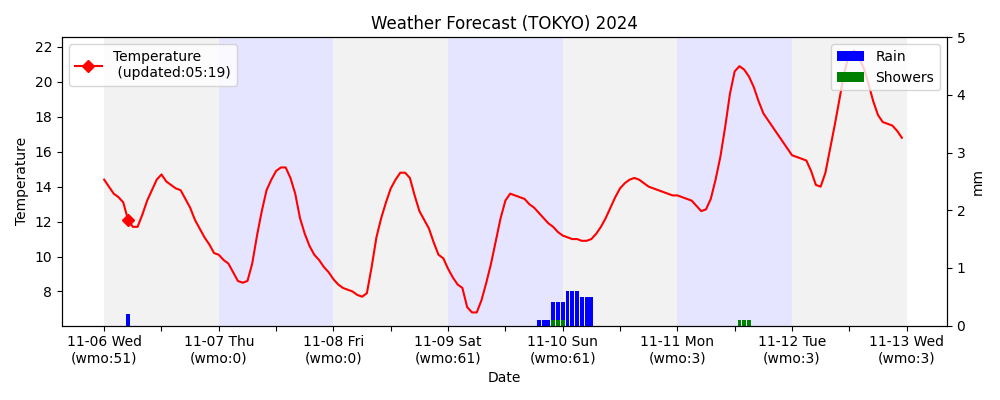 Weather Forecast (TOKYO) 2024
Temperature
(updated:05:19)
Rain
Showers
22
20
18
16
14
12
10
8
Temperature
5
4
3
2
1
0
mm
11-06 Wed
(wmo:51)
11-07 Thu
(wmo:0)
11-08 Fri
(wmo:0)
11-09 Sat
(wmo:61)
11-10 Sun
(wmo:61)
11-11 Mon
(wmo:3)
11-12 Tue
(wmo:3)
11-13 Wed
(wmo:3)
Date